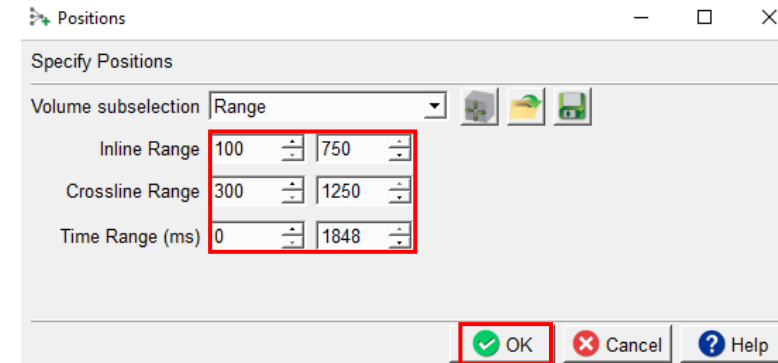 Positions
Specify Positions
Volume subselection Range
Inline Range 100 750
Crossline Range 300 1250
Time Range (ms) 0 1848
OK Cancel Help